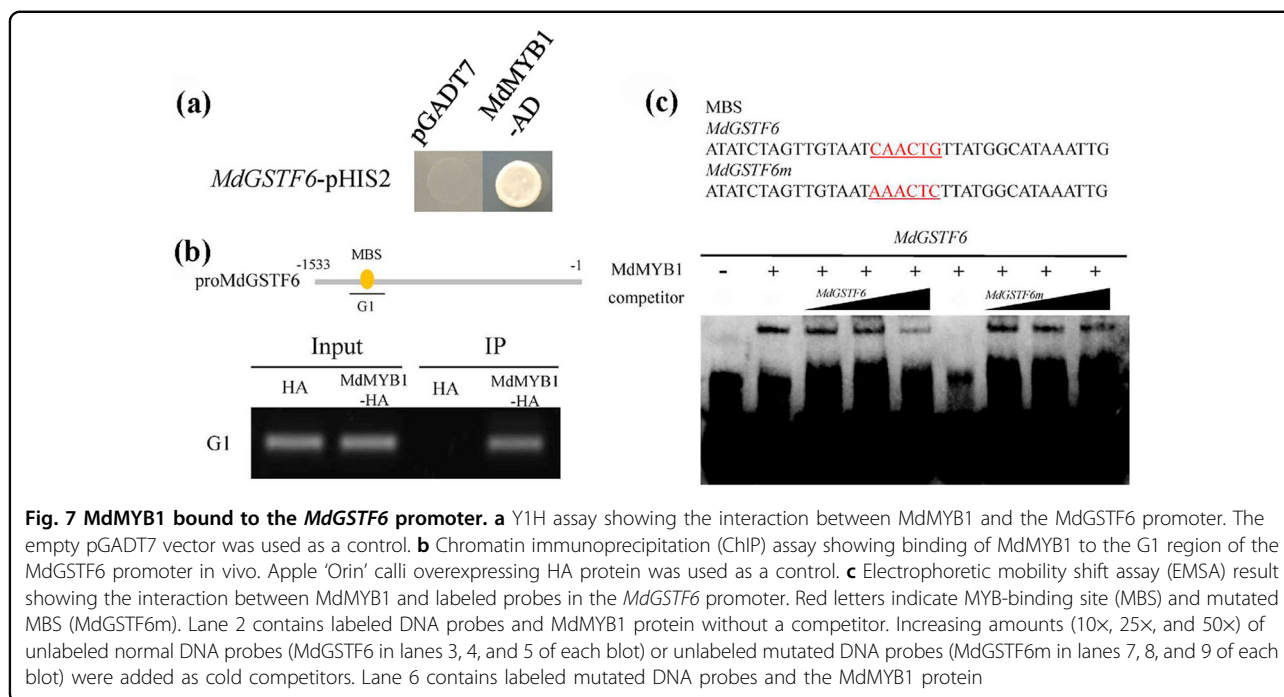 (a)
pGADT7
MdMYB1
-AD
MdGSTF6-pHIS2
(b)
-1533
MBS
-1
proMdGSTF6
G1
Input
IP
HA
MdMYB1
-HA
HA
MdMYB1
-HA
G1
(c)
MBS
MdGSTF6
ATATCTAGTTGTAATCAACTGTTATGGCATAAATTG
MdGSTF6m
ATATCTAGTTGTAATAAACTCTTATGGCATAAATTG
MdGSTF6
MdMYB1 - + + + + + + + +
competitor MdGSTF6 MdGSTF6m
Fig. 7 MdMYB1 bound to the MdGSTF6 promoter. a Y1H assay showing the interaction between MdMYB1 and the MdGSTF6 promoter. The
empty pGADT7 vector was used as a control. b Chromatin immunoprecipitation (ChIP) assay showing binding of MdMYB1 to the G1 region of the
MdGSTF6 promoter in vivo. Apple ‘Orin’ calli overexpressing HA protein was used as a control. c Electrophoretic mobility shift assay (EMSA) result
showing the interaction between MdMYB1 and labeled probes in the MdGSTF6 promoter. Red letters indicate MYB-binding site (MBS) and mutated
MBS (MdGSTF6m). Lane 2 contains labeled DNA probes and MdMYB1 protein without a competitor. Increasing amounts (10×, 25×, and 50×) of
unlabeled normal DNA probes (MdGSTF6 in lanes 3, 4, and 5 of each blot) or unlabeled mutated DNA probes (MdGSTF6m in lanes 7, 8, and 9 of each
blot) were added as cold competitors. Lane 6 contains labeled mutated DNA probes and the MdMYB1 protein